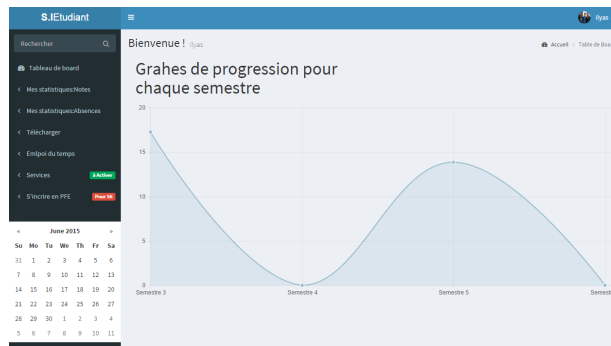 S.IEtudiant
ilyas
Rechercher
Bienvenue ! ilyas
Accueil > Table de Boa
Tableau de board
Mes statistiques:Notes
Mes statistiques:Absences
Télécharger
Emlpoi du temps
Services à Activer
S'incrire en PFE Pour S6
« June 2015 »
Su Mo Tu We Th Fr Sa
31 1 2 3 4 5 6
7 8 9 10 11 12 13
14 15 16 17 18 19 20
21 22 23 24 25 26 27
28 29 30 1 2 3 4
5 6 7 8 9 10 11
Grahes de progression pour
chaque semestre
20
15
10
5
0
Semestre 3 Semestre 4 Semestre 5 Semest